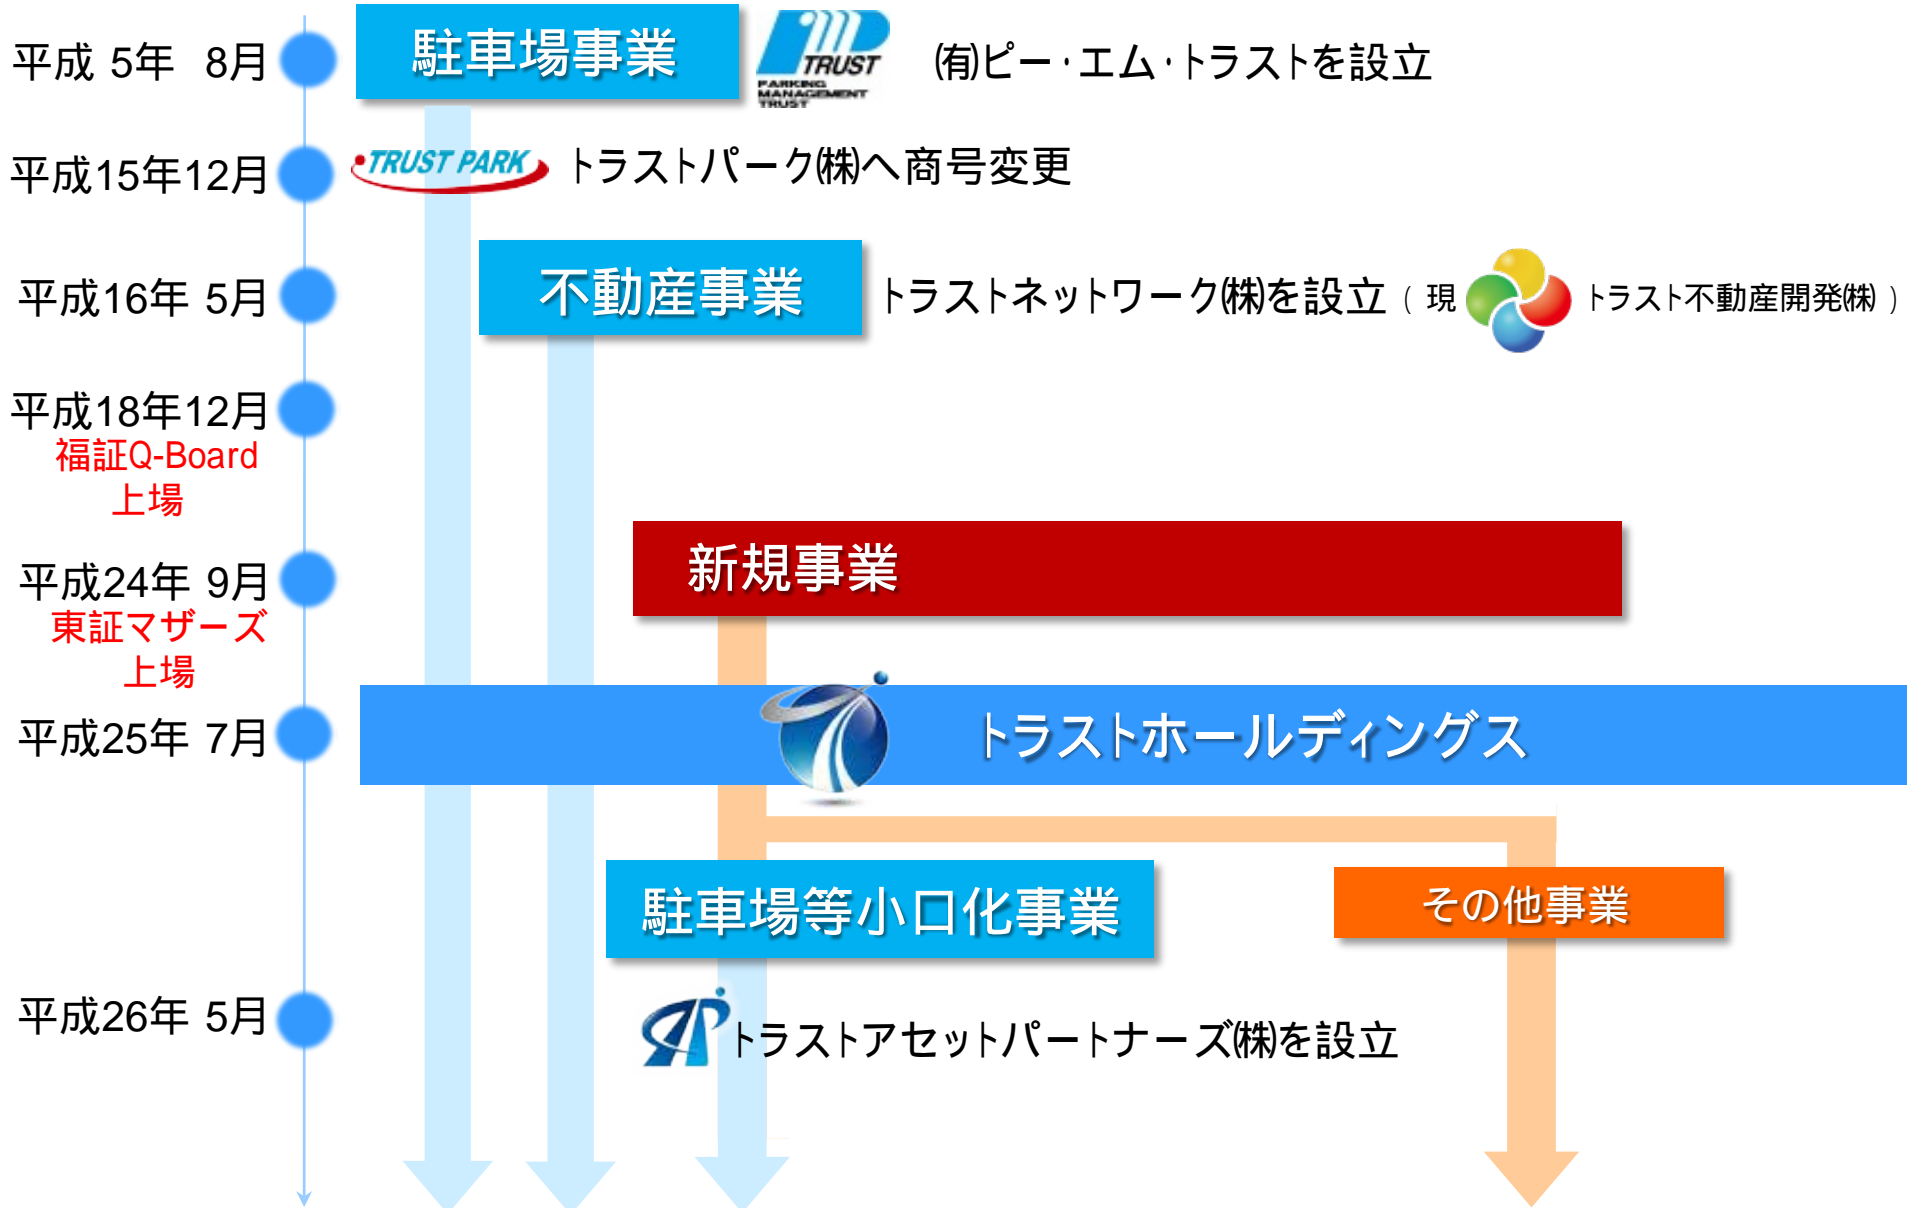 平成 5年 8月
駐車場事業
TRUST
PARKING
MANAGEMENT
TRUST
㈲ピー・エム・トラストを設立
平成15年12月
TRUST PARK
トラストパーク㈱へ商号変更
平成16年 5月
不動産事業
トラストネットワーク㈱を設立（ 現 トラスト不動産開発㈱ ）
平成18年12月
福証Q-Board
上場
新規事業
平成24年 9月
東証マザーズ
上場
平成25年 7月
トラストホールディングス
駐車場等小口化事業
その他事業
平成26年 5月
トラストアセットパートナーズ㈱を設立